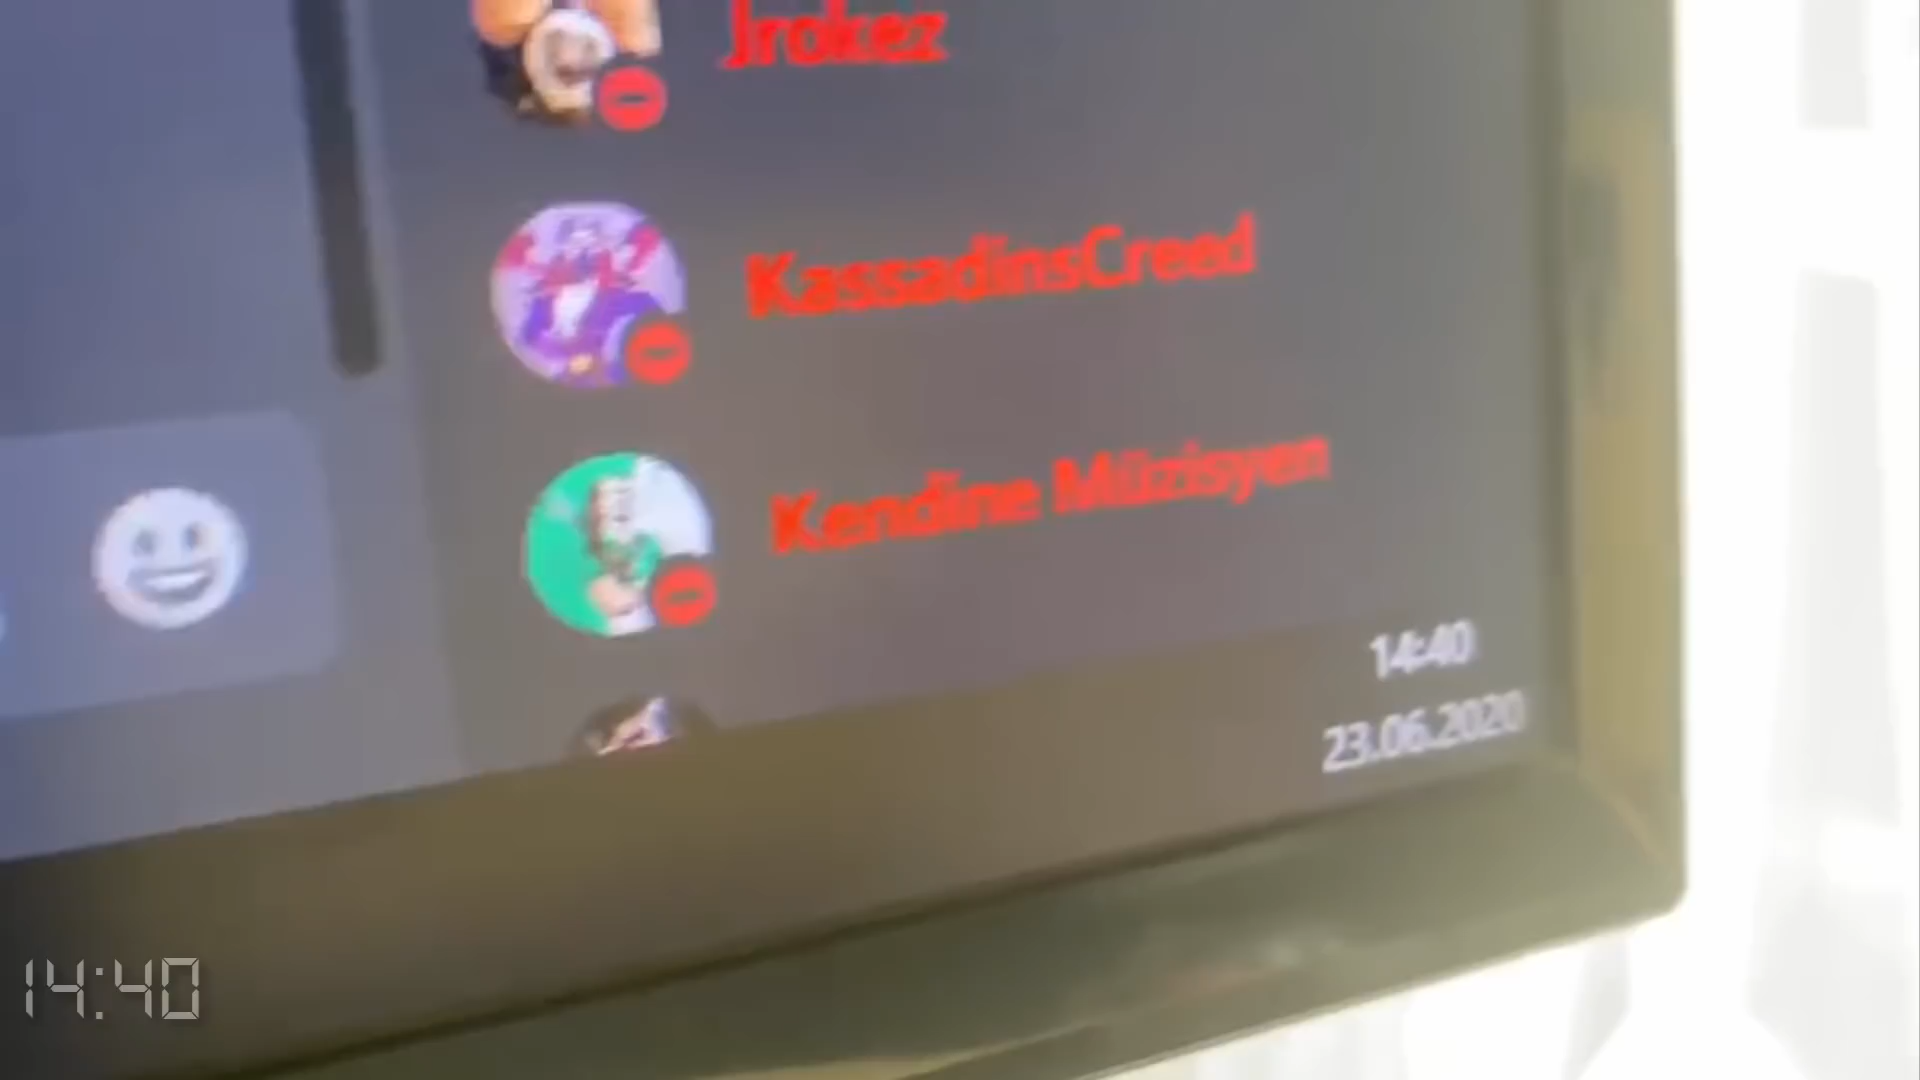 Jrokez
KassadinsCreed
Kendine Müzisyen
14:40
23.06.2020
14:40